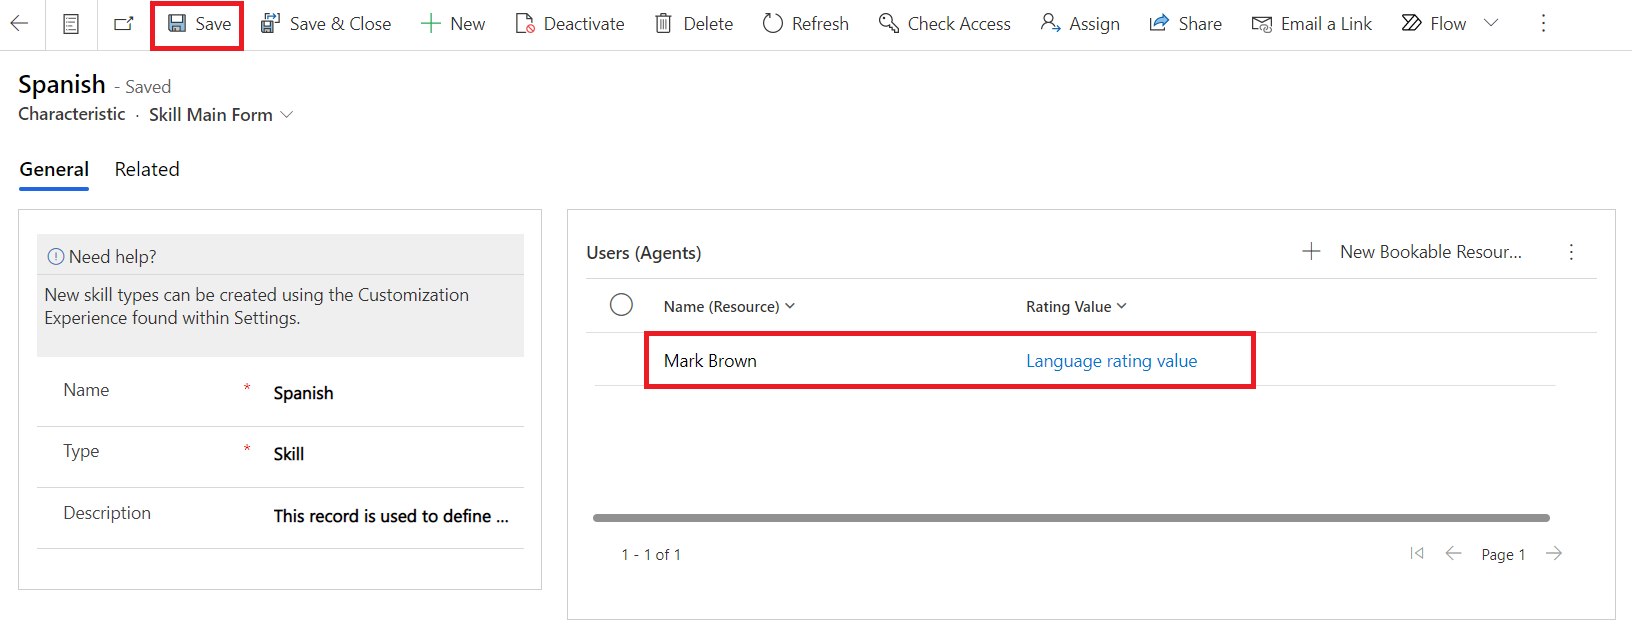 Save Save & Close New Deactivate Delete Refresh Check Access Assign Share Email a Link Flow
Spanish - Saved
Characteristic · Skill Main Form
General Related
Need help?
New skill types can be created using the Customization
Experience found within Settings.
Name * Spanish
Type * Skill
Description This record is used to define ...
Users (Agents) New Bookable Resour...
Name (Resource) Rating Value
Mark Brown Language rating value
1 - 1 of 1 Page 1